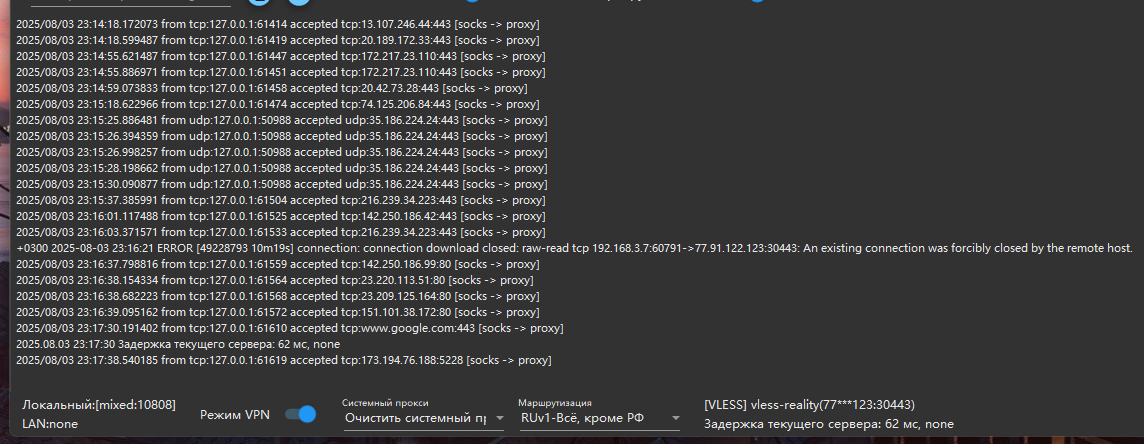 2025/08/03 23:14:18.172073 from tcp:127.0.0.1:61414 accepted tcp:13.107.246.44:443 [socks -> proxy]
2025/08/03 23:14:18.599487 from tcp:127.0.0.1:61419 accepted tcp:20.189.172.33:443 [socks -> proxy]
2025/08/03 23:14:55.621487 from tcp:127.0.0.1:61447 accepted tcp:172.217.23.110:443 [socks -> proxy]
2025/08/03 23:14:55.886971 from tcp:127.0.0.1:61451 accepted tcp:172.217.23.110:443 [socks -> proxy]
2025/08/03 23:14:59.073833 from tcp:127.0.0.1:61458 accepted tcp:20.42.73.28:443 [socks -> proxy]
2025/08/03 23:15:18.622966 from tcp:127.0.0.1:61474 accepted tcp:74.125.206.84:443 [socks -> proxy]
2025/08/03 23:15:25.886481 from udp:127.0.0.1:50988 accepted udp:35.186.224.24:443 [socks -> proxy]
2025/08/03 23:15:26.394359 from udp:127.0.0.1:50988 accepted udp:35.186.224.24:443 [socks -> proxy]
2025/08/03 23:15:26.998257 from udp:127.0.0.1:50988 accepted udp:35.186.224.24:443 [socks -> proxy]
2025/08/03 23:15:28.198662 from udp:127.0.0.1:50988 accepted udp:35.186.224.24:443 [socks -> proxy]
2025/08/03 23:15:30.090877 from udp:127.0.0.1:50988 accepted udp:35.186.224.24:443 [socks -> proxy]
2025/08/03 23:15:37.385991 from tcp:127.0.0.1:61504 accepted tcp:216.239.34.223:443 [socks -> proxy]
2025/08/03 23:16:01.117488 from tcp:127.0.0.1:61525 accepted tcp:142.250.186.42:443 [socks -> proxy]
2025/08/03 23:16:03.371571 from tcp:127.0.0.1:61533 accepted tcp:216.239.34.223:443 [socks -> proxy]
+0300 2025-08-03 23:16:21 ERROR [49228793 10m19s] connection: connection download closed: raw-read tcp 192.168.3.7:60791->77.91.122.123:30443: An existing connection was forcibly closed by the remote host.
2025/08/03 23:16:37.798816 from tcp:127.0.0.1:61559 accepted tcp:142.250.186.99:80 [socks -> proxy]
2025/08/03 23:16:38.154334 from tcp:127.0.0.1:61564 accepted tcp:23.220.113.51:80 [socks -> proxy]
2025/08/03 23:16:38.682223 from tcp:127.0.0.1:61568 accepted tcp:23.209.125.164:80 [socks -> proxy]
2025/08/03 23:16:39.095162 from tcp:127.0.0.1:61572 accepted tcp:151.101.38.172:80 [socks -> proxy]
2025/08/03 23:17:30.191402 from tcp:127.0.0.1:61610 accepted tcp:www.google.com:443 [socks -> proxy]
2025.08.03 23:17:30 Задержка текущего сервера: 62 мс, none
2025/08/03 23:17:38.540185 from tcp:127.0.0.1:61619 accepted tcp:173.194.76.188:5228 [socks -> proxy]
Локальный:[mixed:10808]
LAN:none
Режим VPN
Системный прокси
Очистить системный пр
Маршрутизация
RUv1-Всё, кроме РФ
[VLESS] vless-reality(77***123:30443)
Задержка текущего сервера: 62 мс, none